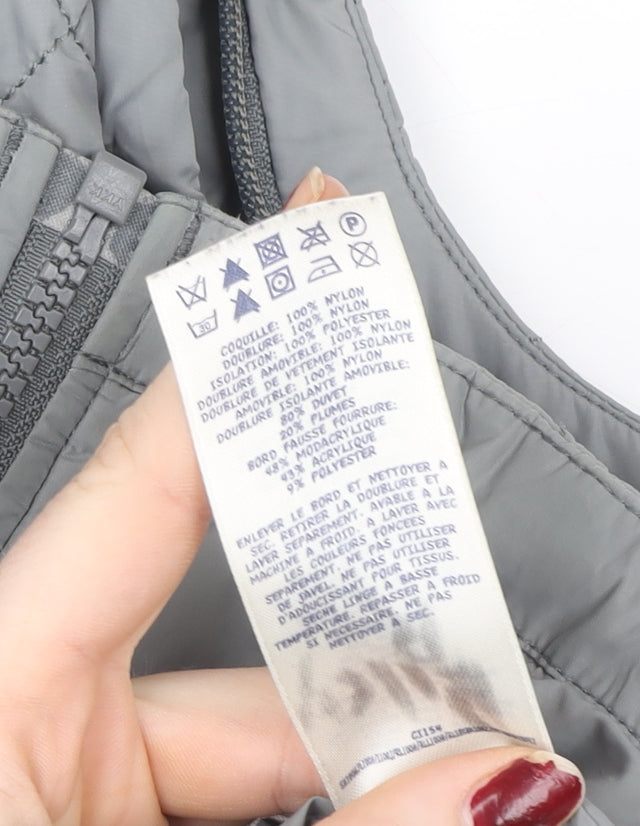 P
30
COQUILLE: 100% NYLON
DOUBLURE: 100% NYLON
ISOLATION: 100% POLYESTER
DOUBLURE AMOVIBLE: 100% NYLON
DOUBLURE DE VETEMENT ISOLANTE
AMOVIBLE: 100% NYLON
DOUBLURE ISOLANTE AMOVIBLE:
80% DUVET
20% PLUMES
BORD FAUSSE FOURRURE:
48% MODACRYLIQUE
43% ACRYLIQUE
9% POLYESTER
ENLEVER LE BORD ET NETTOYER A
SEC. RETIRER LA DOUBLURE ET
LAVER SEPARMENT. AVABLE A LA
MACHINE A FROID. A LAVER AVEC
LES COULEURS FONCEES
SEPARMENT. NE PAS UTILISER
DE JAVEL. NE PAS UTILISER
D'ADOUCISSANT POUR TISSUS.
SECHE LINGE A BASSE
TEMPERATURE. REPASSER A FROID
SI NECESSAIRE. NE PAS
NETTOYER A SEC.